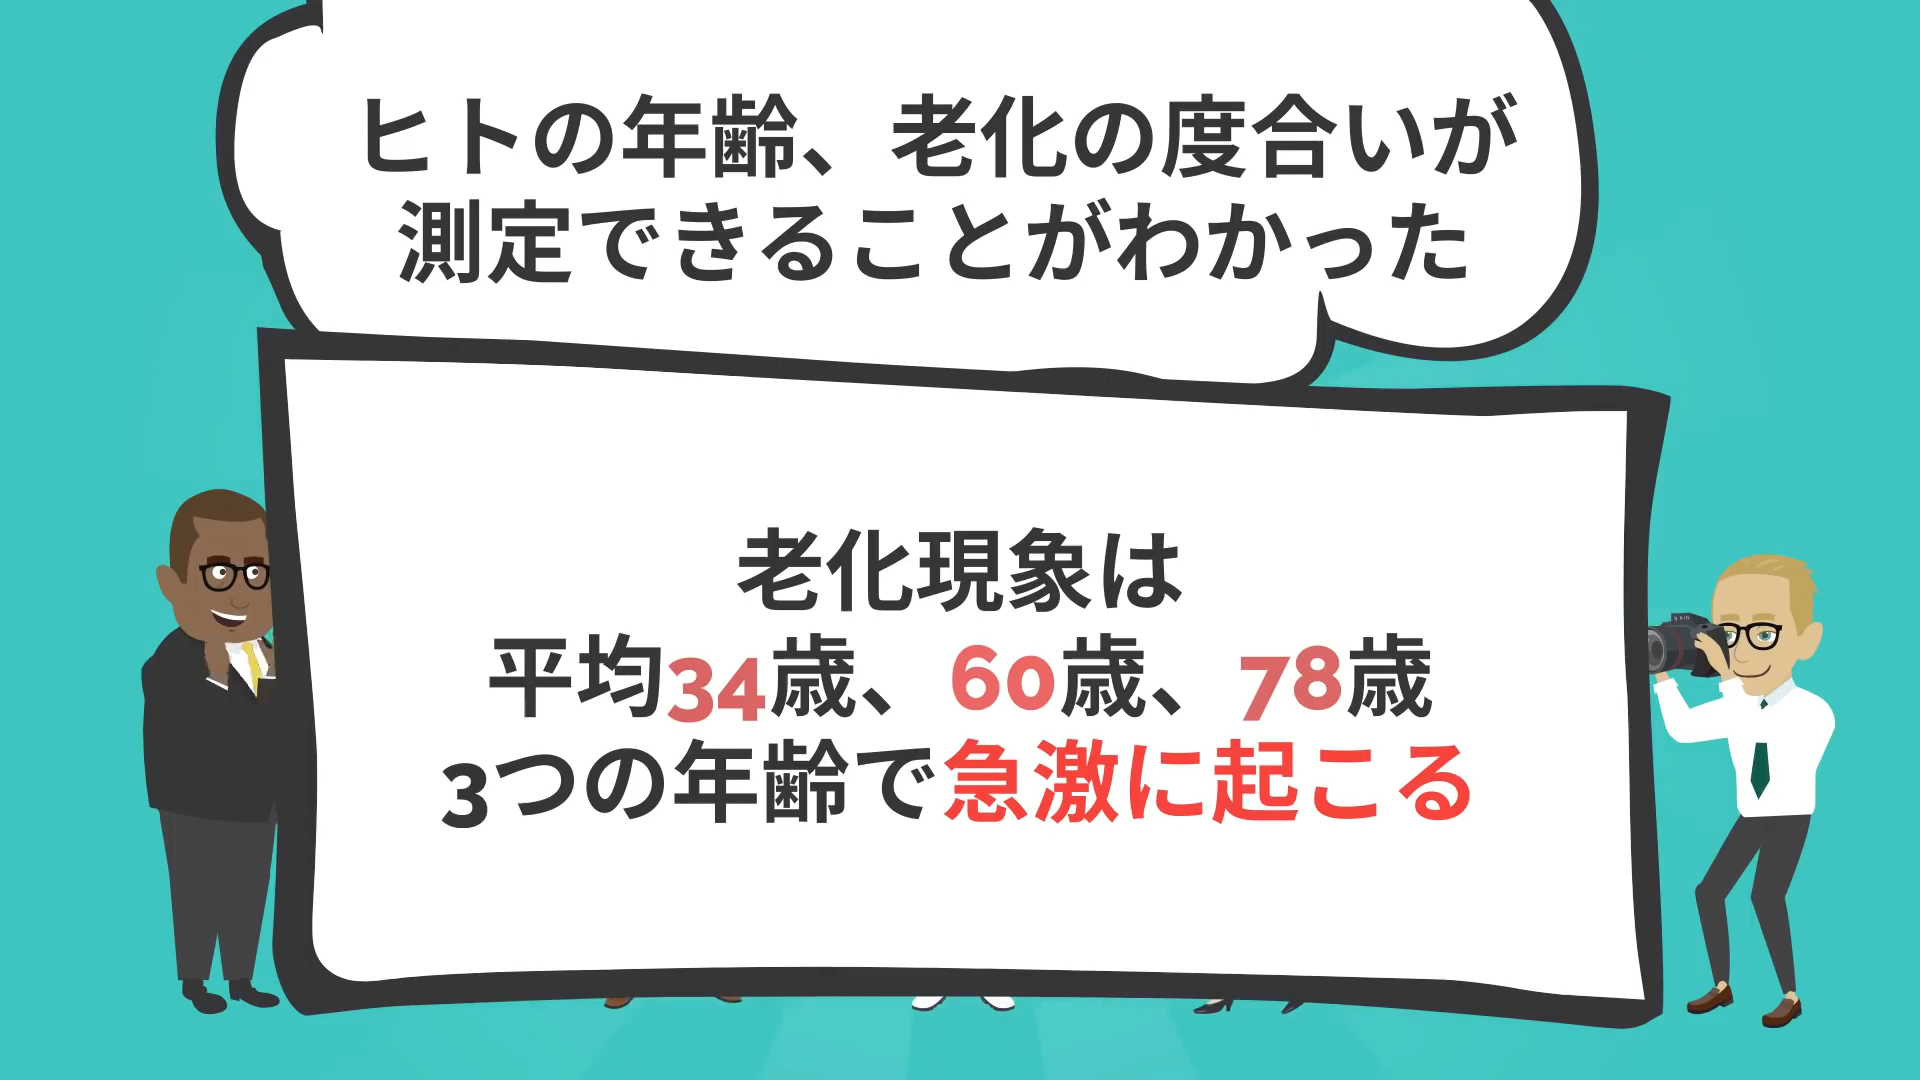 ヒトの年齢、老化の度合いが
測定できることがわかった
老化現象は
平均34歳、60歳、78歳
3つの年齢で急激に起こる